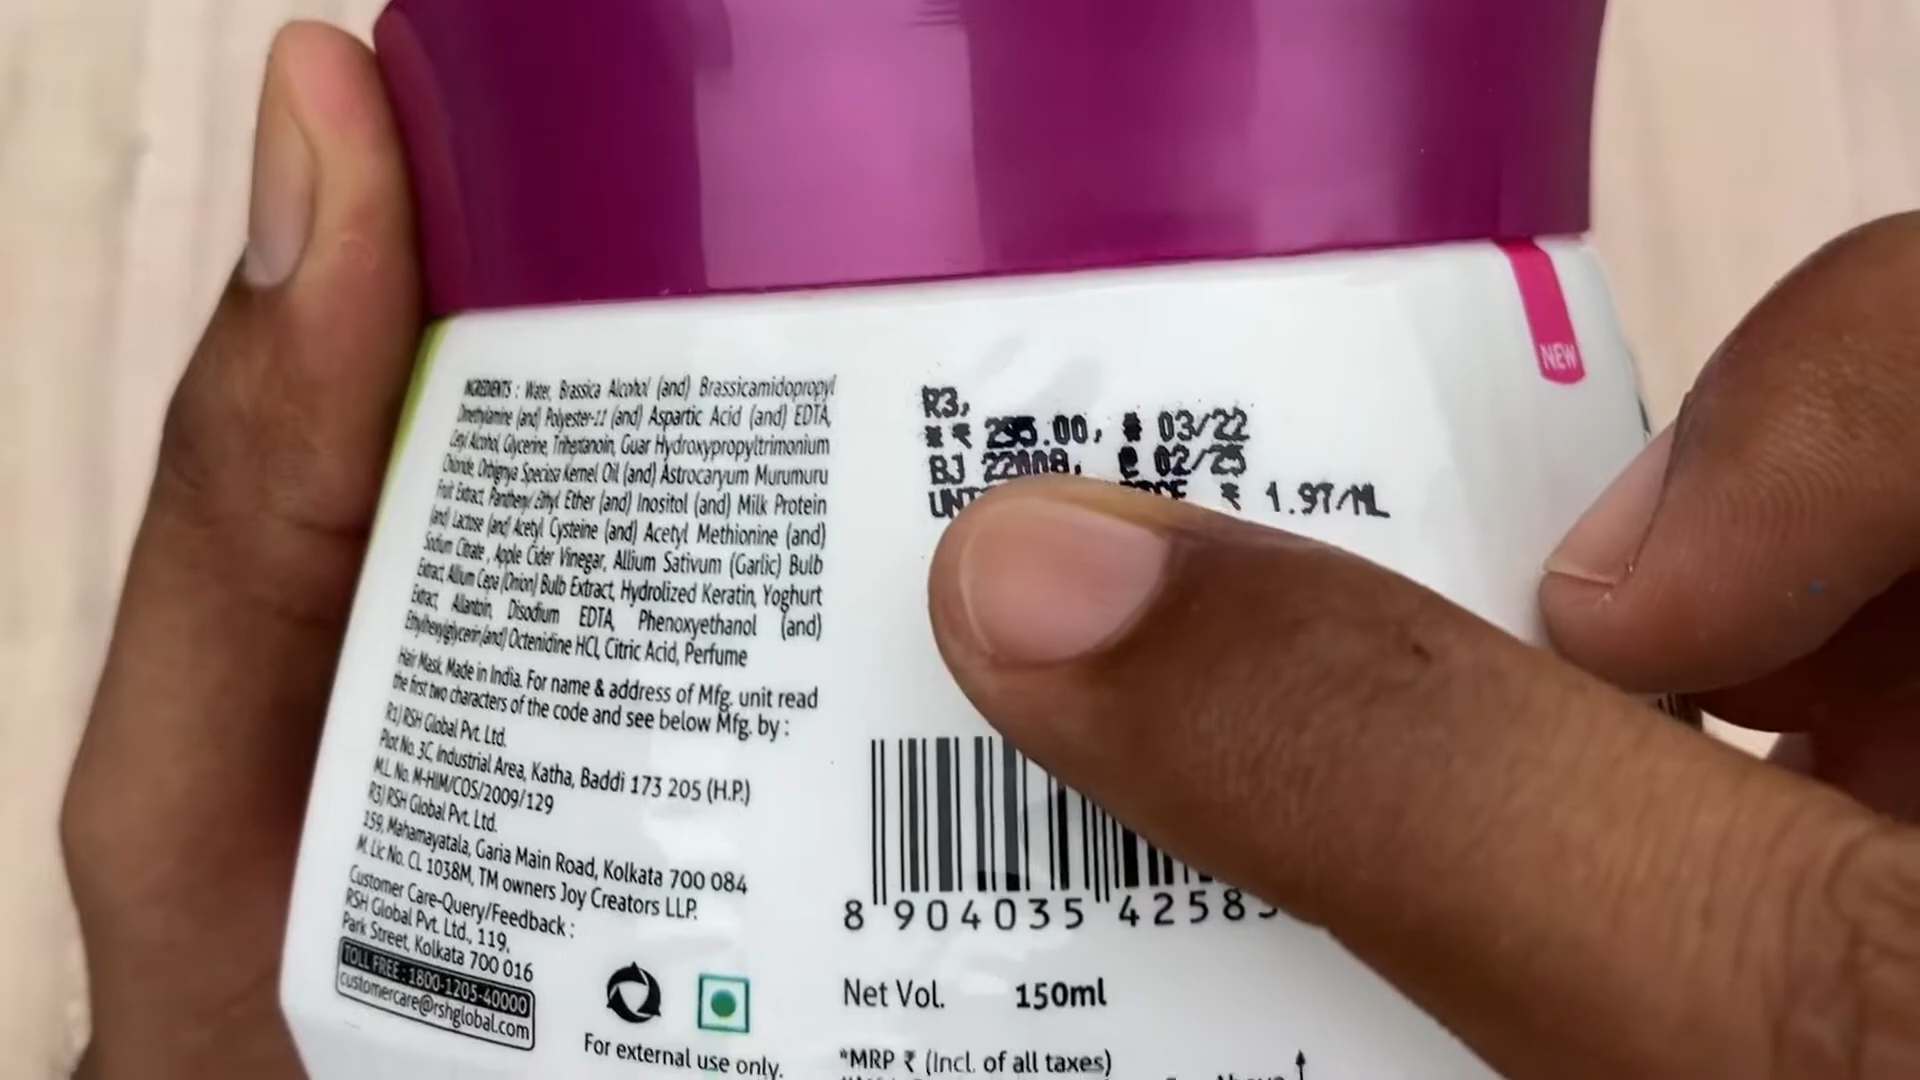 INGREDIENTS : Water, Brassica Alcohol (and) Brassicamidopropyl
Dimethylamine (and) Polyester-11 (and) Aspartic Acid (and) EDTA,
Cetyl Alcohol, Glycerine, Triheptanoin, Guar Hydroxypropyltrimonium
Chloride, Orbignya Speciosa Kernel Oil (and) Astrocaryum Murumuru
Fruit Extract, Panthenyl Ethyl Ether (and) Inositol (and) Milk Protein
(and) Lactose (and) Acetyl Cysteine (and) Acetyl Methionine (and)
Sodium Citrate, Apple Cider Vinegar, Allium Sativum (Garlic) Bulb
Extract, Allium Cepa (Onion) Bulb Extract, Hydrolized Keratin, Yoghurt
Extract, Allantoin, Disodium EDTA, Phenoxyethanol (and)
Ethylhexylglycerin (and) Octenidine HCl, Citric Acid, Perfume
Hair Mask. Made in India. For name & address of Mfg. unit read
the first two characters of the code and see below Mfg. by :
R1) RSH Global Pvt. Ltd.
Plot No. 3C, Industrial Area, Katha, Baddi 173 205 (H.P.)
M.L. No. M-HIM/COS/2009/129
R3) RSH Global Pvt. Ltd.
159, Mahamayatala, Garia Main Road, Kolkata 700 084
M. Lic No. CL 1038M, TM owners Joy Creators LLP.
Customer Care-Query/Feedback :
RSH Global Pvt. Ltd., 119,
Park Street, Kolkata 700 016
TOLL FREE : 1800-1205-40000
customercare@rshglobal.com
For external use only.
R3,
* ₹ 295.00, # 03/22
BJ 22008, @ 02/25
₹ 1.97/ML
NEW
8 904035 4258
Net Vol. 150ml
*MRP ₹ (Incl. of all taxes)